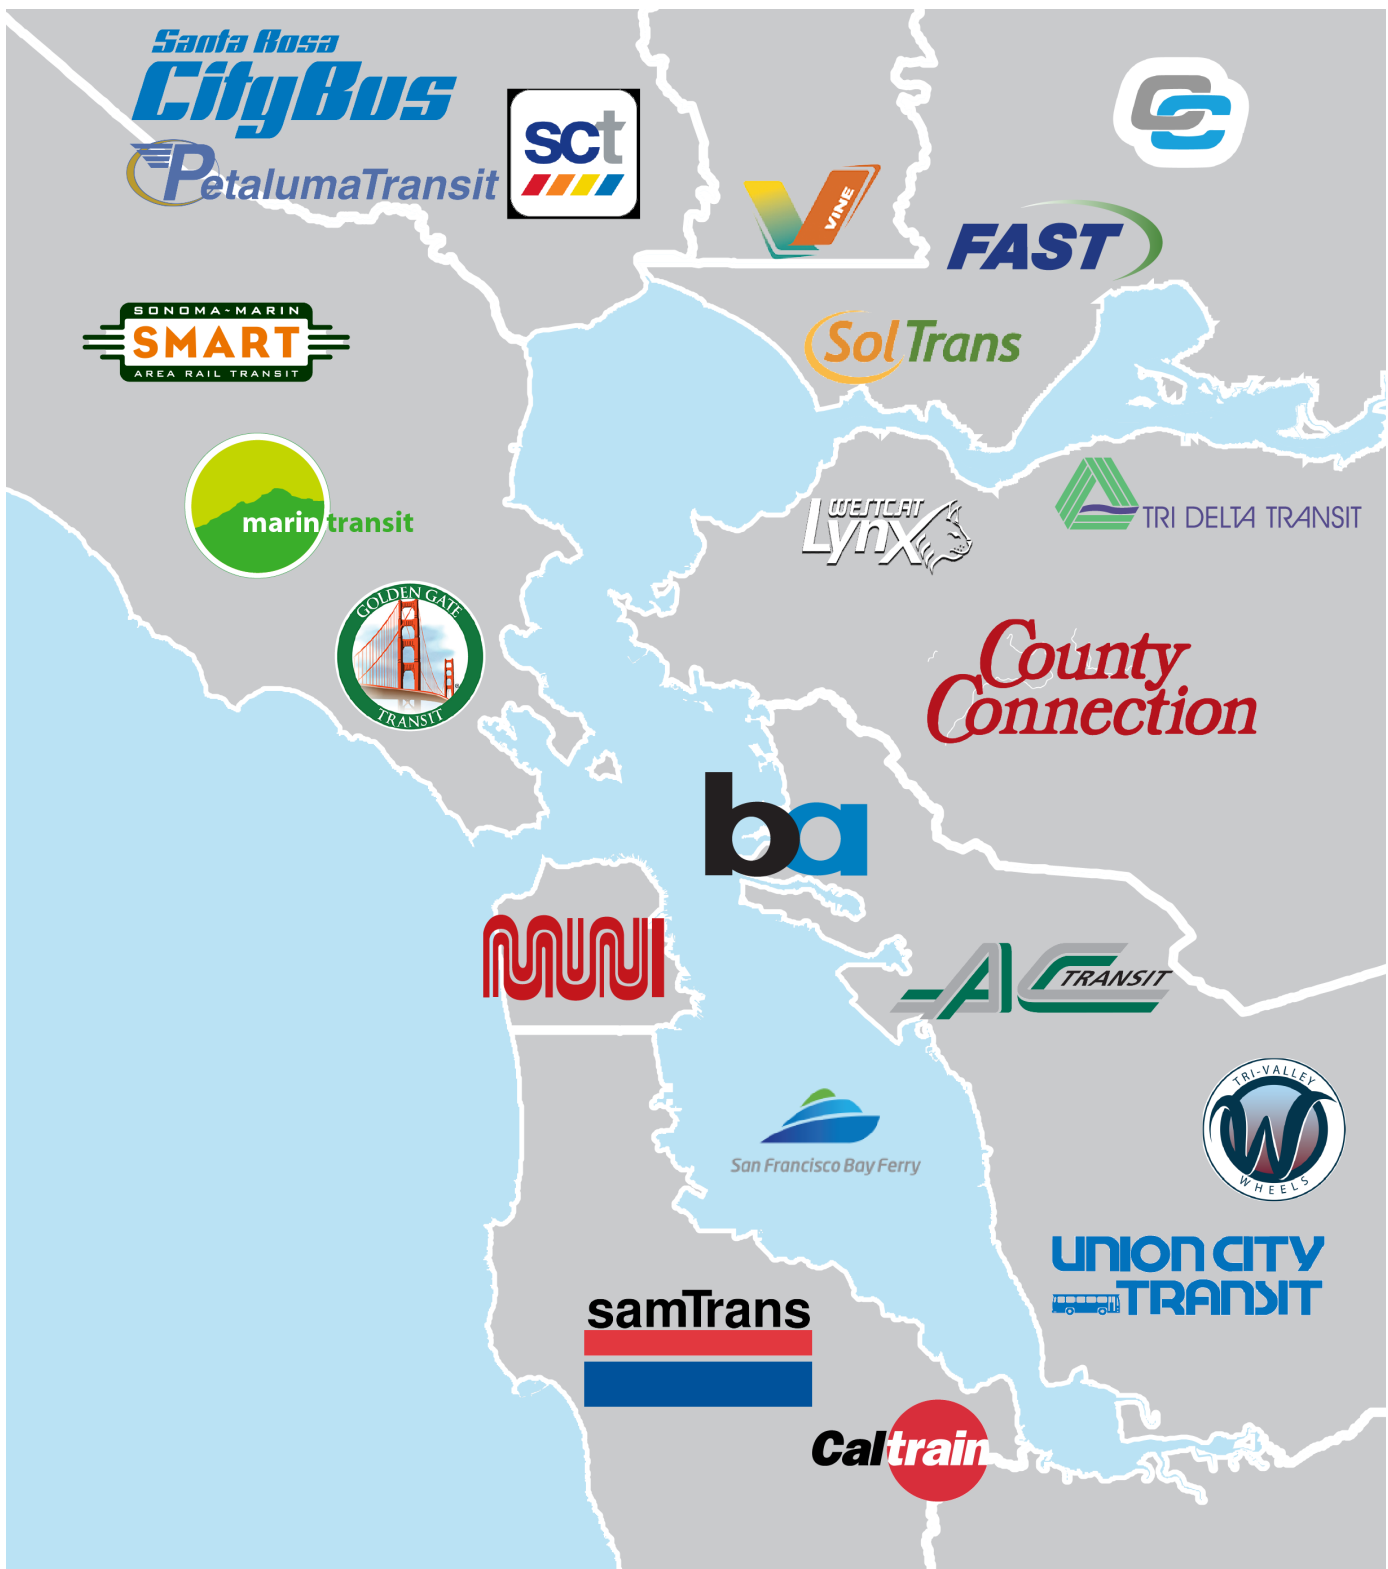 Santa Rosa
CityBus
PetalumaTransit
sct
CC
VINE
FAST
SONOMA~MARIN
SMART
AREA RAIL TRANSIT
SolTrans
marin transit
WESTCAT
Lynx
TRI DELTA TRANSIT
GOLDEN GATE
TRANSIT
County
Connection
ba
MUNI
AC TRANSIT
San Francisco Bay Ferry
TRI-VALLEY
W
WHEELS
UNION CITY
TRANSIT
samTrans
Caltrain